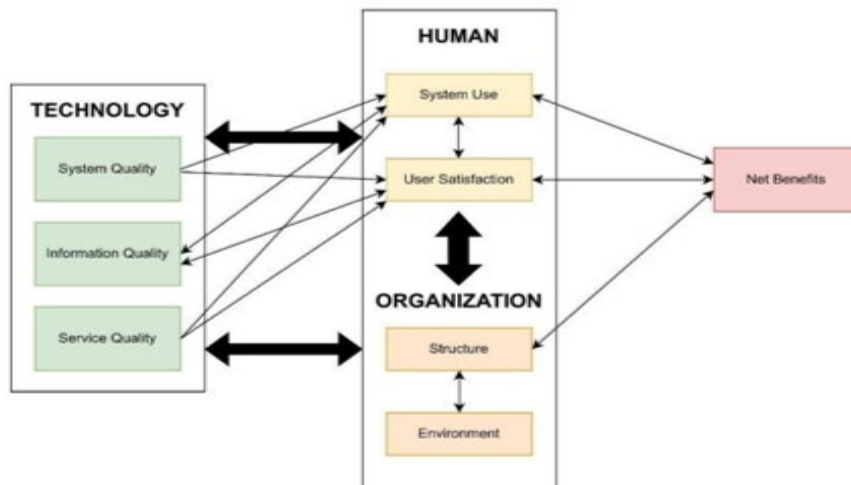 HUMAN
System Use
User Satisfaction
TECHNOLOGY
System Quality
Information Quality
Service Quality
ORGANIZATION
Structure
Environment
Net Benefits